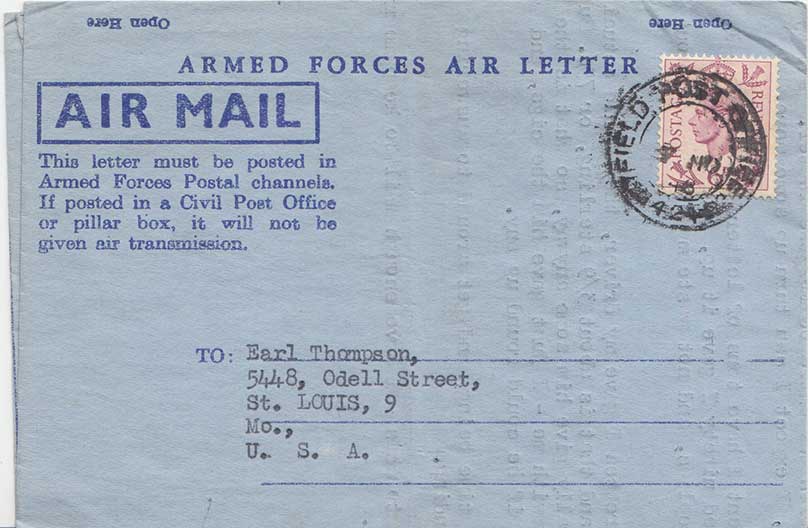 Open Here
Open Here
ARMED FORCES AIR LETTER
AIR MAIL
This letter must be posted in
Armed Forces Postal channels.
If posted in a Civil Post Office
or pillar box, it will not be
given air transmission.
POSTAGE
FIELD POST OFFICE
TO: Earl Thompson,
5448, Odell Street,
St. LOUIS, 9
Mo.,
U. S. A.